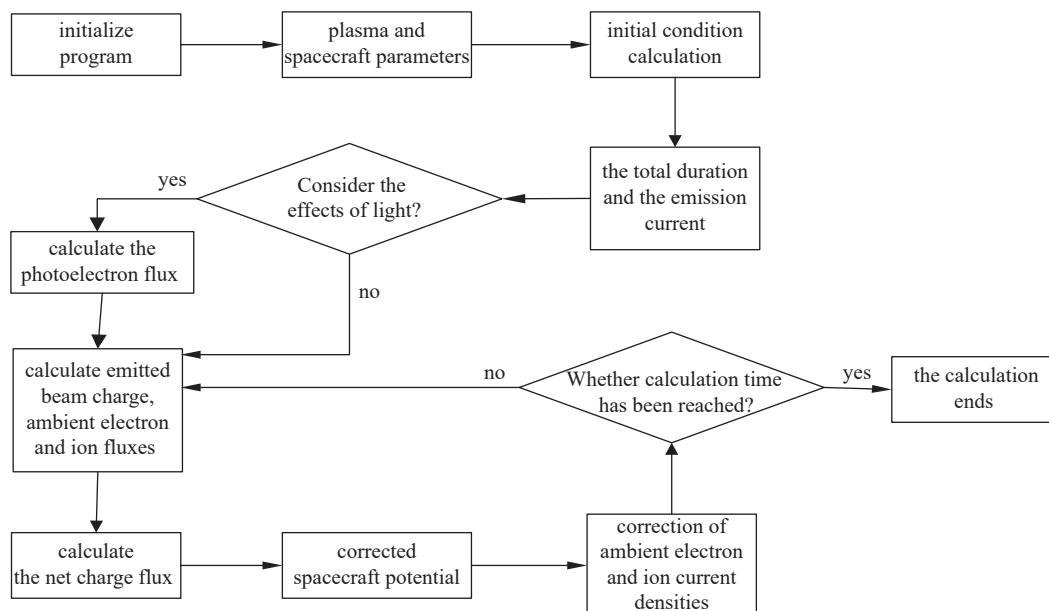 initialize
program
plasma and
spacecraft parameters
initial condition
calculation
the total duration
and the emission
current
Consider the
effects of light?
yes
no
calculate the
photoelectron flux
calculate emitted
beam charge,
ambient electron
and ion fluxes
calculate
the net charge flux
corrected
spacecraft potential
correction of
ambient electron
and ion current
densities
Whether calculation time
has been reached?
no
yes
the calculation
ends